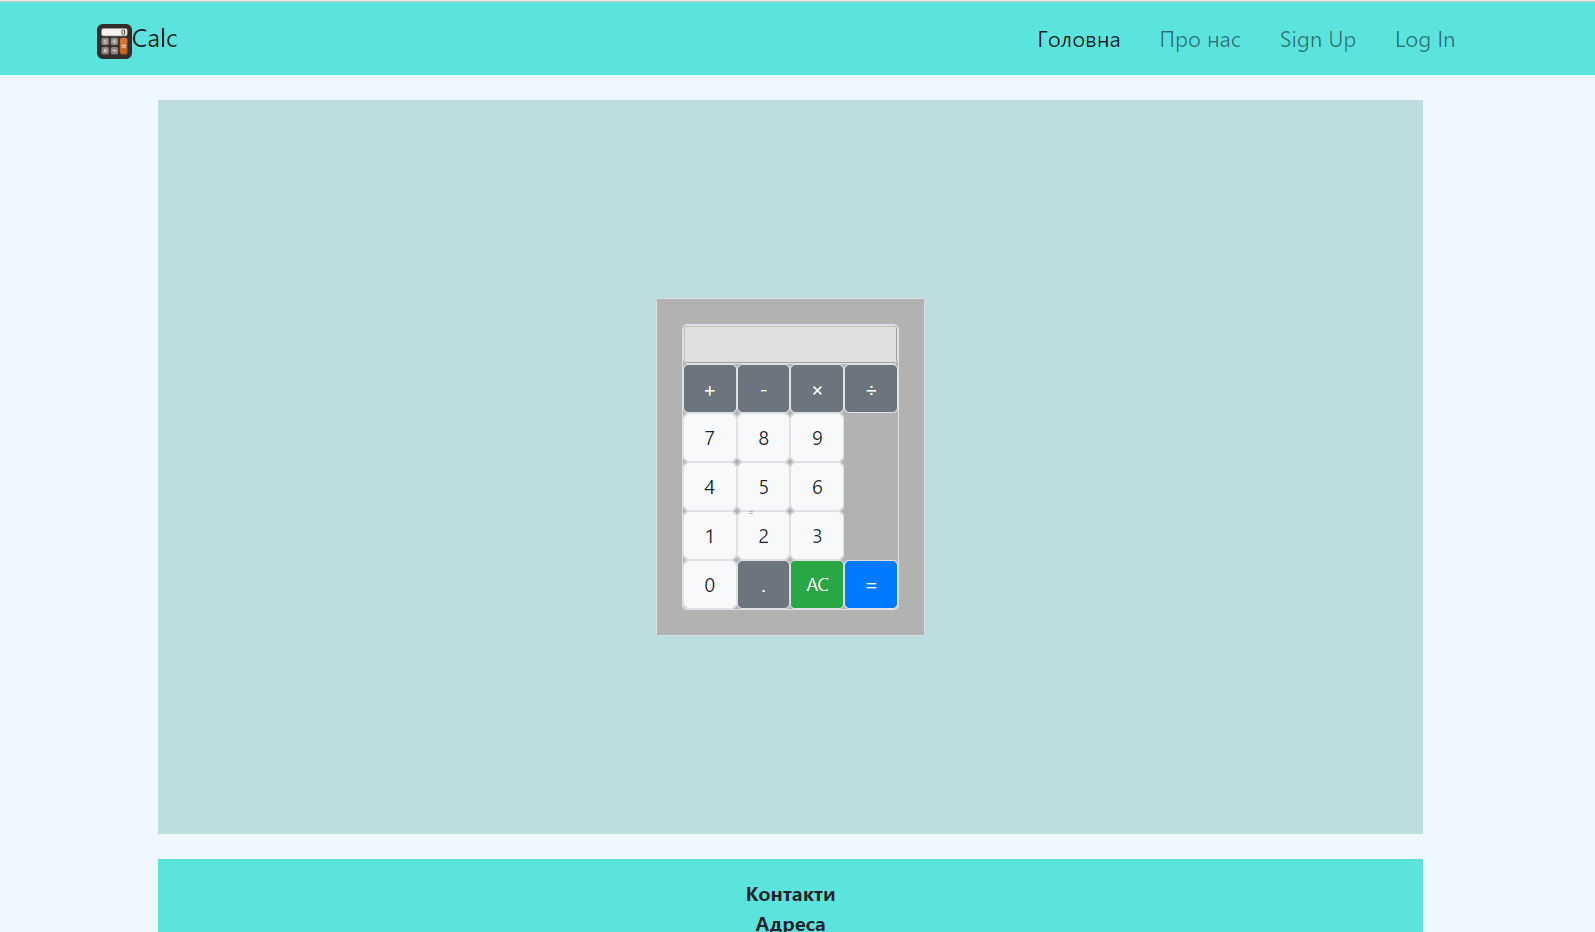 Calc Головна Про нас Sign Up Log In
+ - × ÷
7 8 9
4 5 6
1 2 3
0 . AC =
Контакти
Адреса